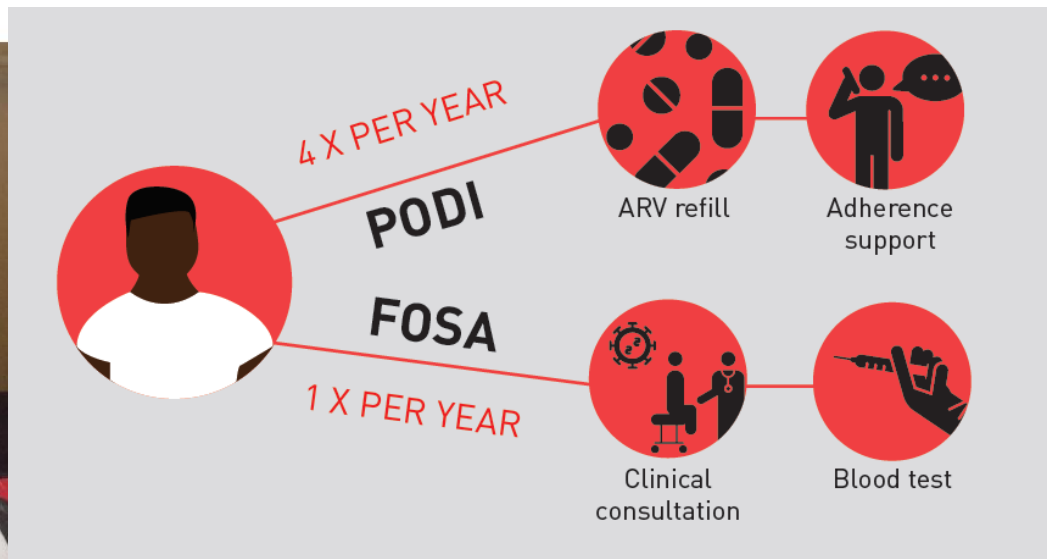 4 X PER YEAR
PODI
ARV refill
Adherence
support
FOSA
1 X PER YEAR
Clinical
consultation
Blood test